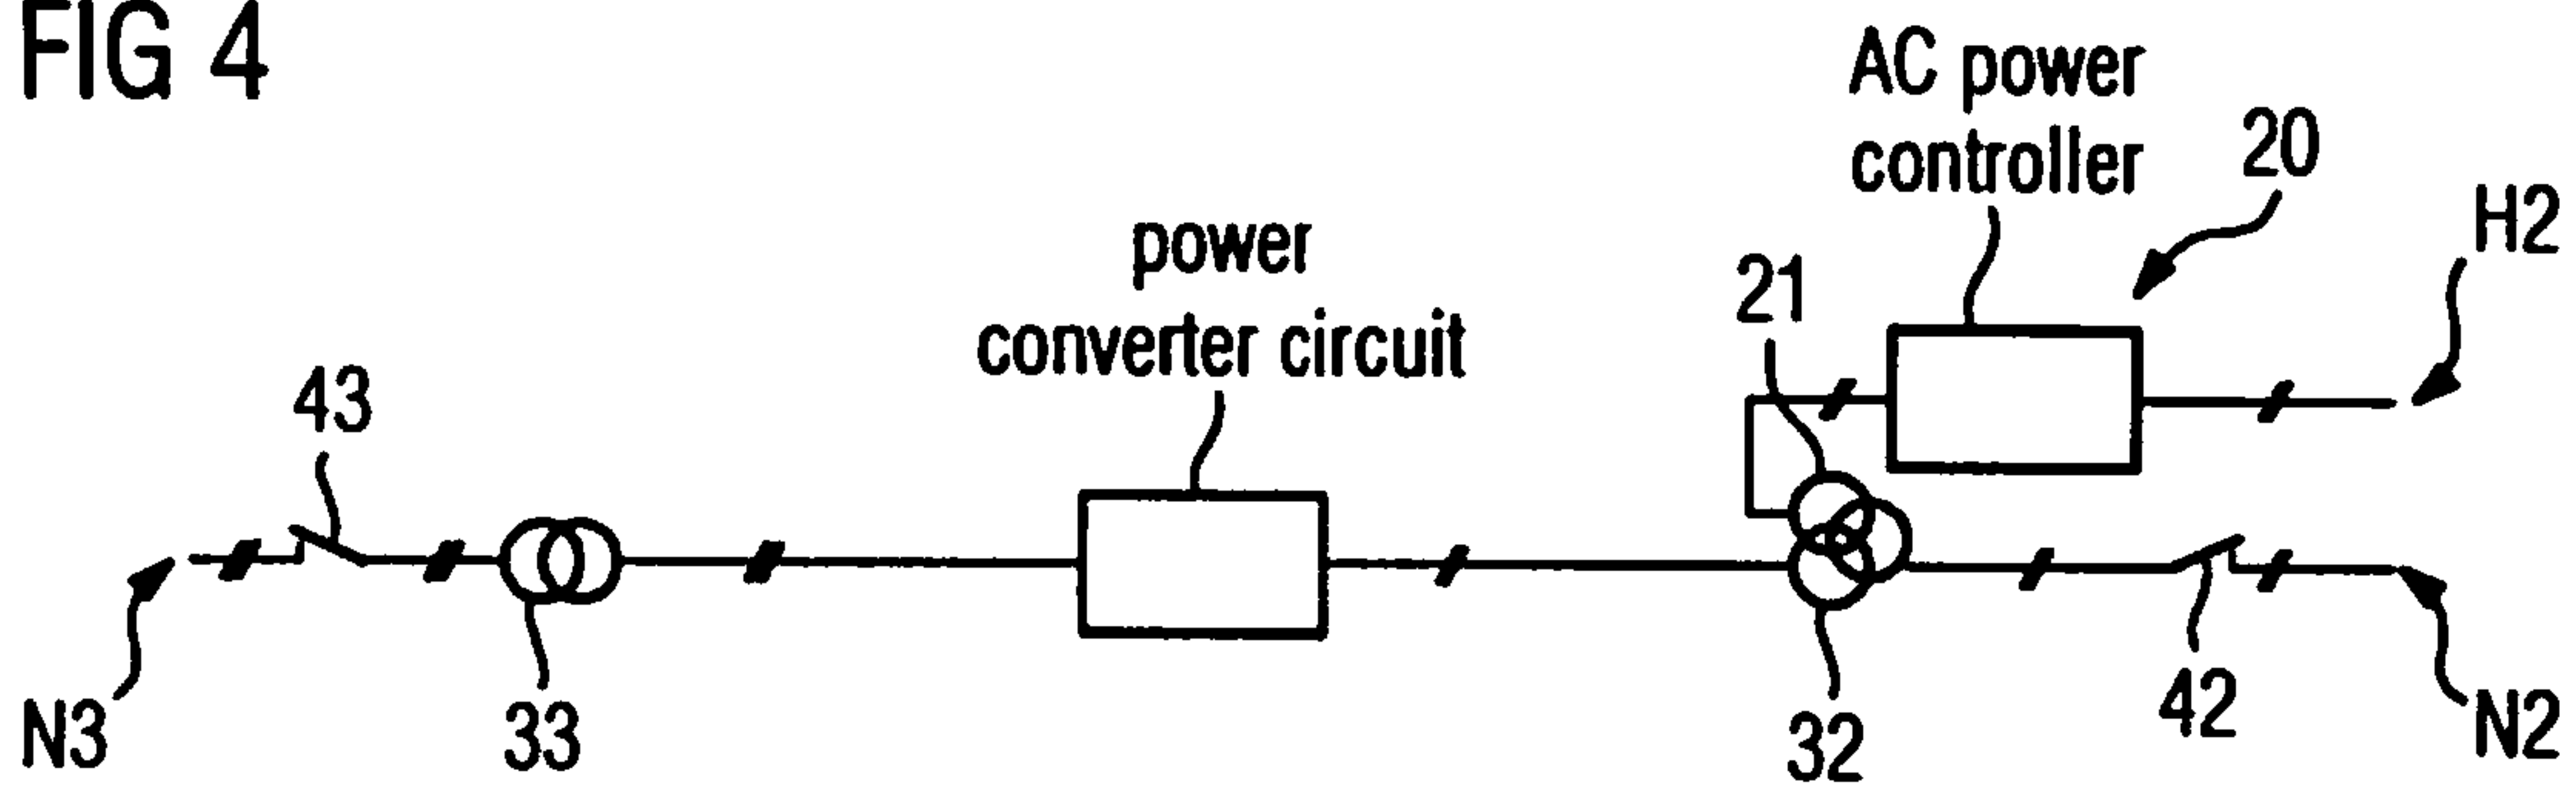 FIG 4
AC power
controller
20
H2
power
converter circuit
21
43
N3
33
32
42
N2